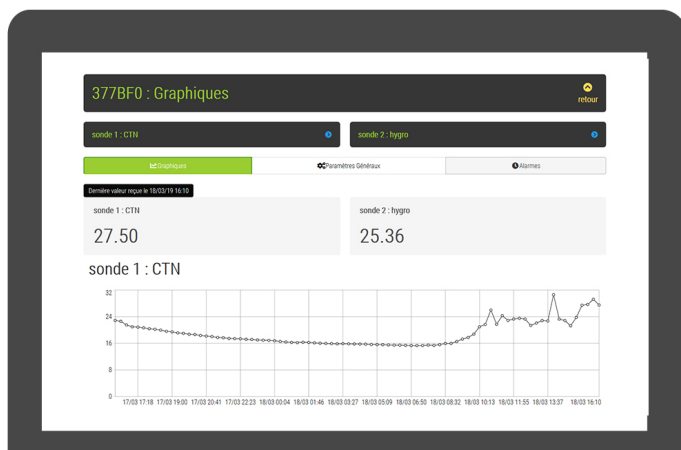 377BF0 : Graphiques
retour
sonde 1 : CTN
sonde 2 : hygro
Graphiques
Paramètres Généraux
Alarmes
Dernière valeur reçue le 18/03/19 16:10
sonde 1 : CTN
sonde 2 : hygro
27.50
25.36
sonde 1 : CTN
32
24
16
8
0
17/03 17:18 17/03 19:00 17/03 20:41 17/03 22:23 18/03 00:04 18/03 01:46 18/03 03:27 18/03 05:09 18/03 06:50 18/03 08:32 18/03 10:13 18/03 11:55 18/03 13:37 18/03 16:10